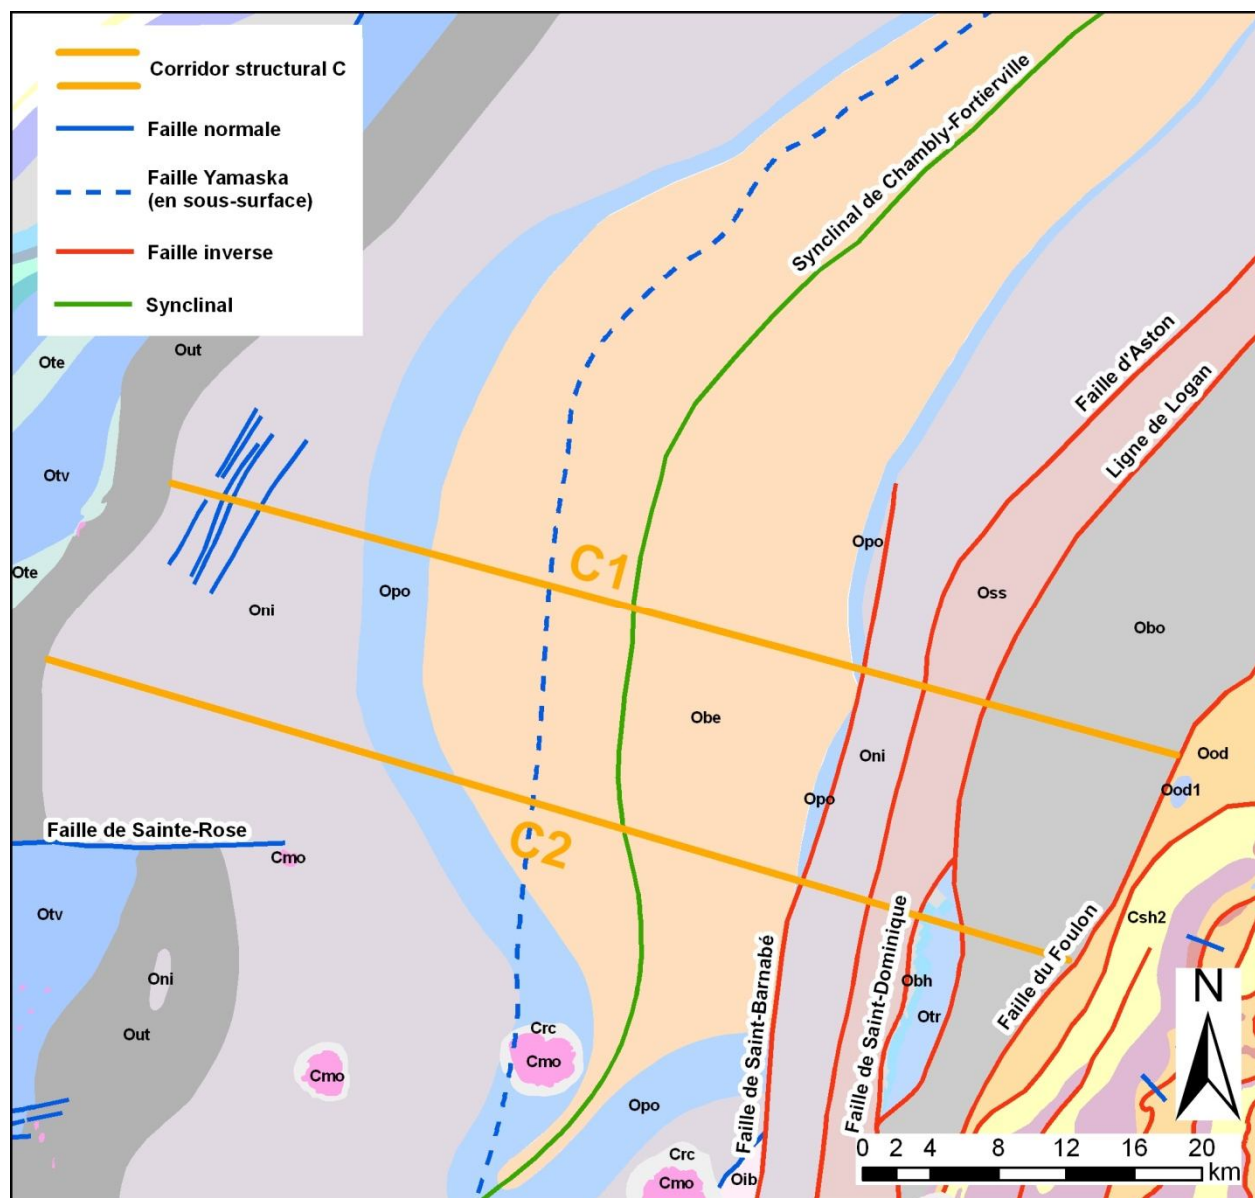 Corridor structural C
Faille normale
Faille Yamaska
(en sous-surface)
Faille inverse
Synclinal
Synclinal de Chambly-Fortierville
Out
Ote
Faille d'Aston
Ligne de Logan
Otv
Opo
C1
Ote
Opo
Oni
Oss
Obo
Obe
Oni
Ood
Ood1
Opo
Faille de Sainte-Rose
C2
Cmo
Otv
Csh2
Faille de Saint-Barnabé
Faille de Saint-Dominique
Faille du Foulon
Oni
Obh
Otr
N
Out
Crc
Cmo
Cmo
Opo
Crc
Cmo
Oib
0 2 4 8 12 16 20
km